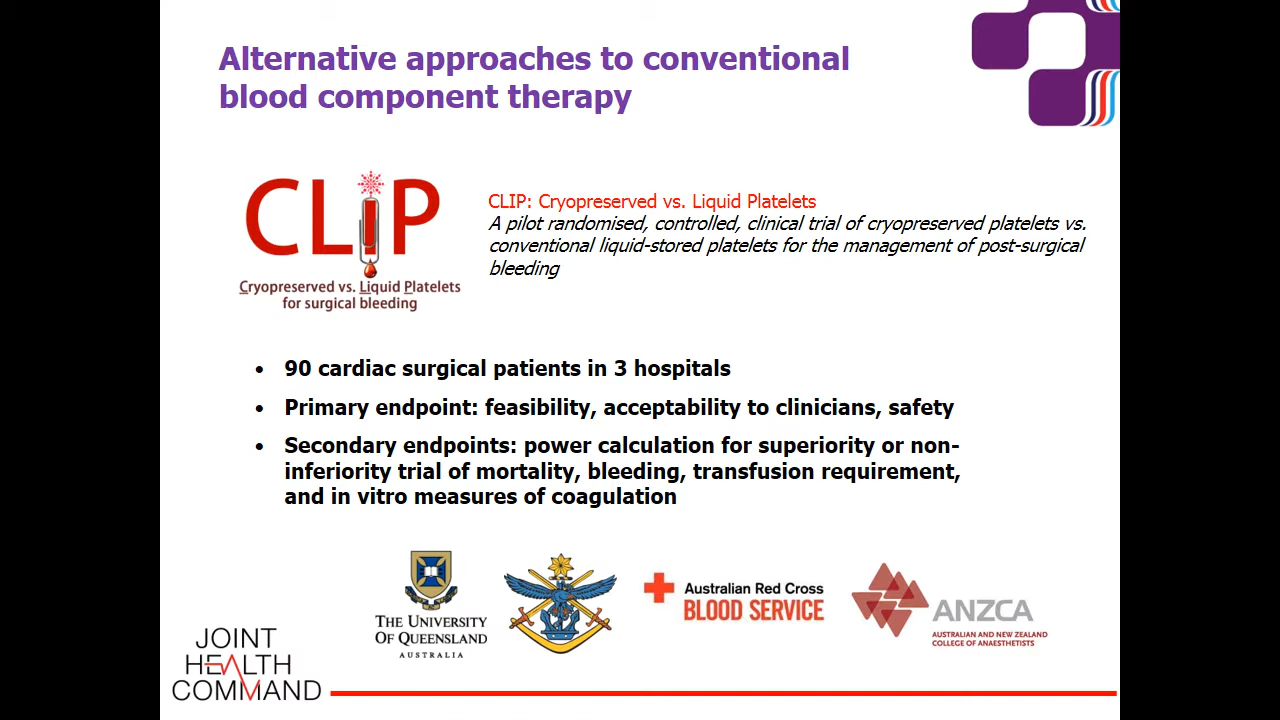 Alternative approaches to conventional
blood component therapy
CLiP
Cryopreserved vs. Liquid Platelets
for surgical bleeding
CLIP: Cryopreserved vs. Liquid Platelets
A pilot randomised, controlled, clinical trial of cryopreserved platelets vs.
conventional liquid-stored platelets for the management of post-surgical
bleeding
• 90 cardiac surgical patients in 3 hospitals
• Primary endpoint: feasibility, acceptability to clinicians, safety
• Secondary endpoints: power calculation for superiority or non-
inferiority trial of mortality, bleeding, transfusion requirement,
and in vitro measures of coagulation
THE UNIVERSITY
OF QUEENSLAND
AUSTRALIA
Australian Red Cross
BLOOD SERVICE
ANZCA
AUSTRALIAN AND NEW ZEALAND
COLLEGE OF ANAESTHETISTS
JOINT
HEALTH
COMMAND